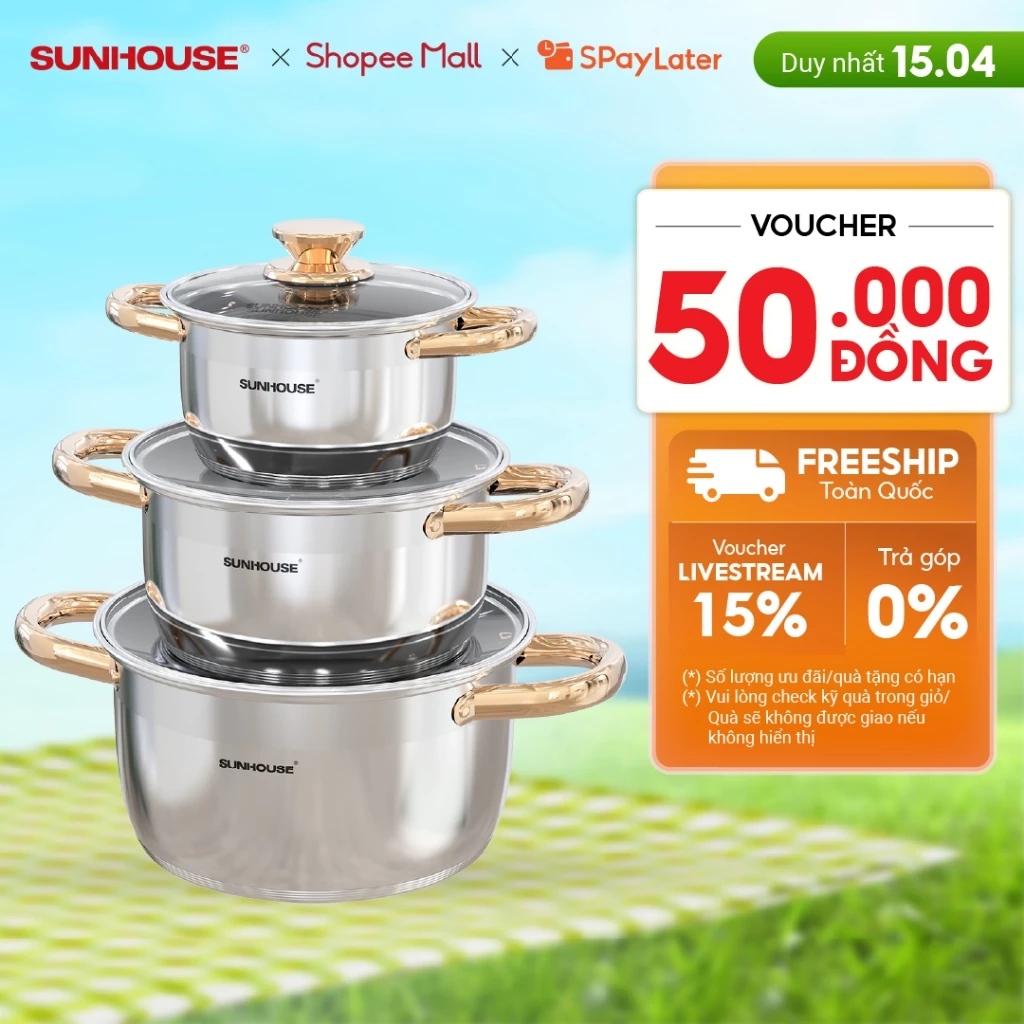 SUNHOUSE® × Shopee Mall × SPayLater
Duy nhất 15.04
VOUCHER
50.000
ĐỒNG
FREESHIP
Toàn Quốc
Voucher
LIVESTREAM
15%
Trả góp
0%
(*) Số lượng ưu đãi/quà tặng có hạn
(*) Vui lòng check kỹ quà trong giỏ/
Quà sẽ không được giao nếu
không hiển thị
SUNHOUSE
SUNHOUSE®
SUNHOUSE®
SUNHOUSE®